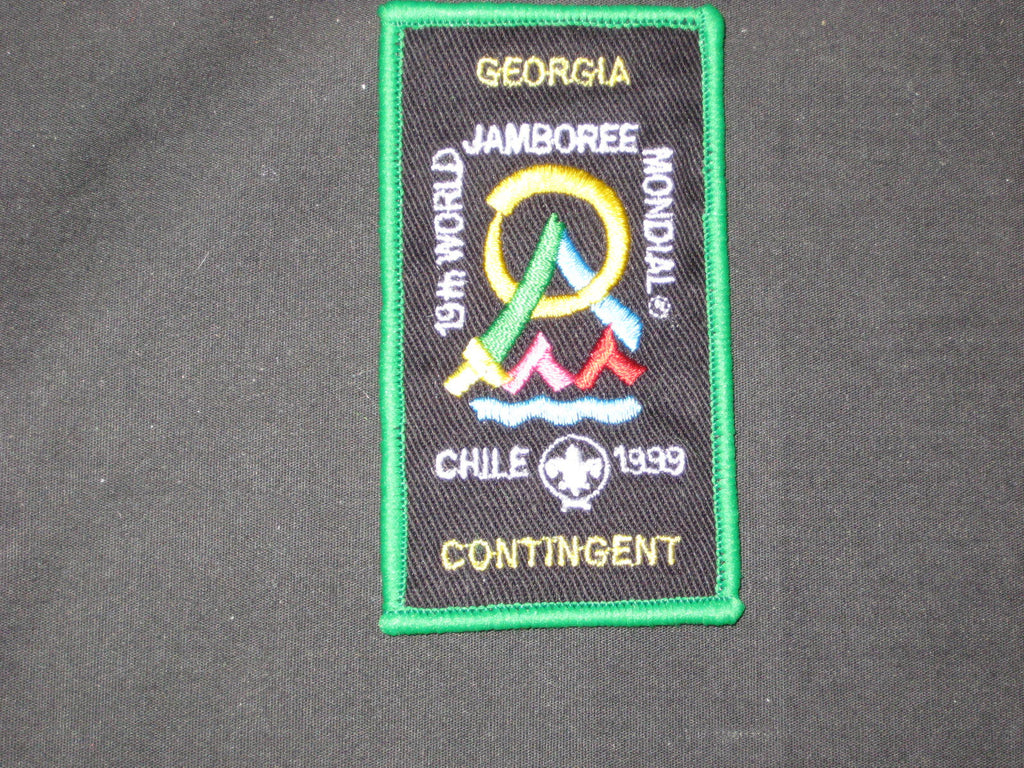 GEORGIA
19th WORLD
JAMBOREE
MONDIAL ®
CHILE 1999
CONTINGENT